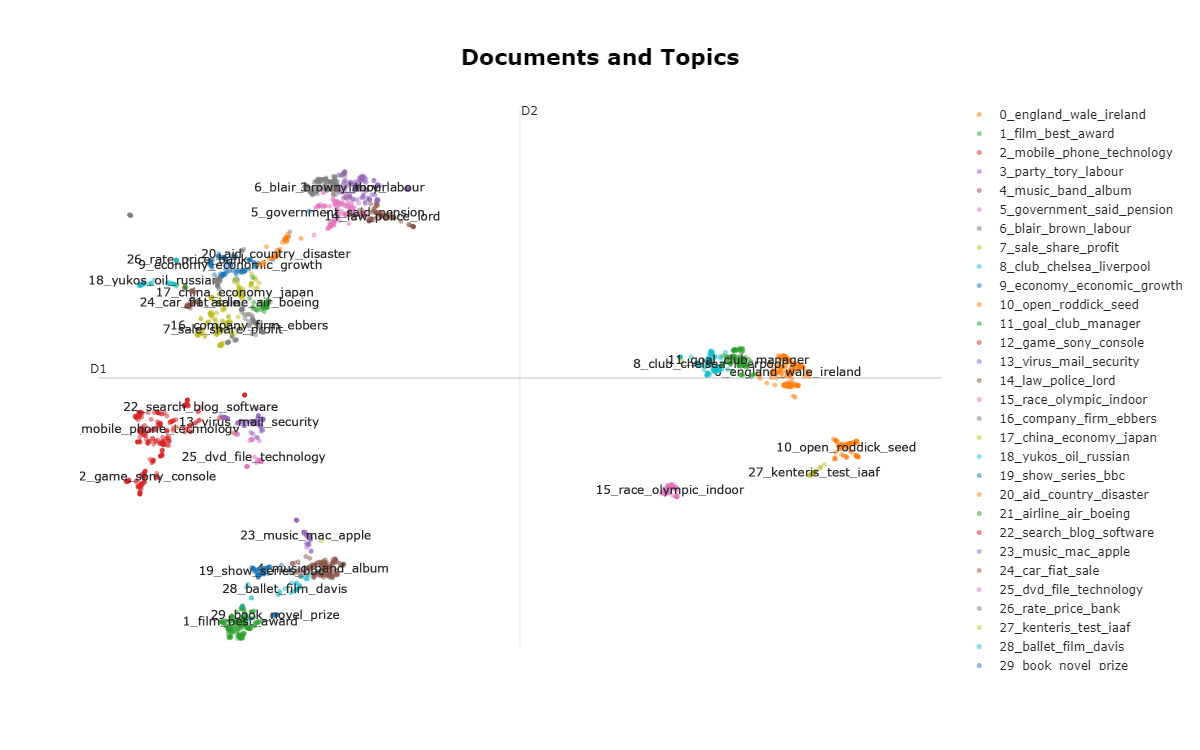 Documents and Topics
D2
D1
6_blair_brown_labour
5_government_said_pension
14_law_police_lord
20_aid_country_disaster
26_rate_price_bank
9_economy_economic_growth
18_yukos_oil_russian
17_china_economy_japan
24_car_fiat_sale
21_airline_air_boeing
16_company_firm_ebbers
7_sale_share_profit
11_goal_club_manager
8_club_chelsea_liverpool
0_england_wale_ireland
22_search_blog_software
13_virus_mail_security
_mobile_phone_technology
25_dvd_file_technology
2_game_sony_console
10_open_roddick_seed
27_kenteris_test_iaaf
15_race_olympic_indoor
23_music_mac_apple
19_show_series_bbc
4_music_band_album
28_ballet_film_davis
29_book_novel_prize
1_film_best_award
0_england_wale_ireland
1_film_best_award
2_mobile_phone_technology
3_party_tory_labour
4_music_band_album
5_government_said_pension
6_blair_brown_labour
7_sale_share_profit
8_club_chelsea_liverpool
9_economy_economic_growth
10_open_roddick_seed
11_goal_club_manager
12_game_sony_console
13_virus_mail_security
14_law_police_lord
15_race_olympic_indoor
16_company_firm_ebbers
17_china_economy_japan
18_yukos_oil_russian
19_show_series_bbc
20_aid_country_disaster
21_airline_air_boeing
22_search_blog_software
23_music_mac_apple
24_car_fiat_sale
25_dvd_file_technology
26_rate_price_bank
27_kenteris_test_iaaf
28_ballet_film_davis
29_book_novel_prize